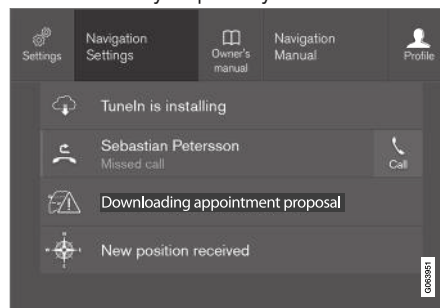 Settings
Navigation
Settings
Owner's
manual
Navigation
Manual
Profile
TuneIn is installing
Sebastian Petersson
Missed call
Call
Downloading appointment proposal
New position received
G063951